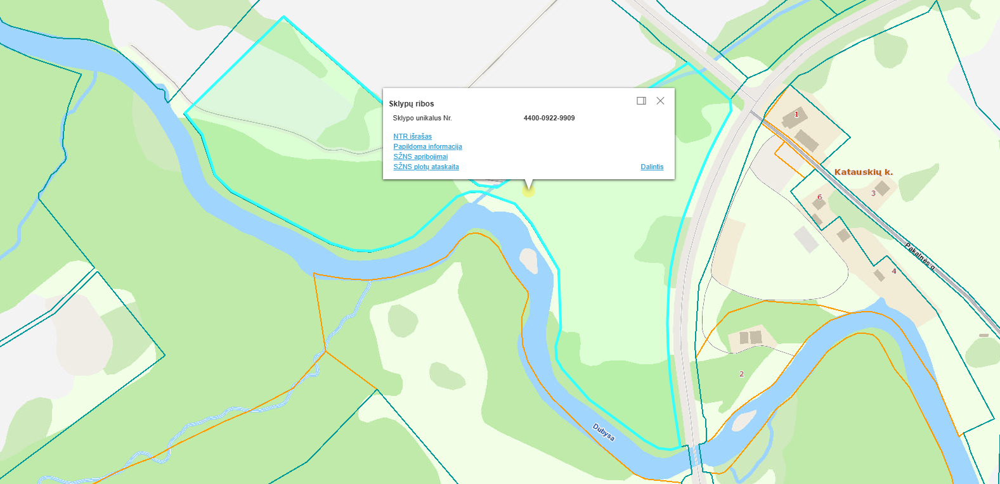 Sklypų ribos
Sklypo unikalus Nr. 4400-0922-9909
NTR išrašas
Papildoma informacija
SŽNS apribojimai
SŽNS plotų ataskaita Dalintis
1
Katauskių k.
3
6
Pakalnės g.
4
2
Dubysa